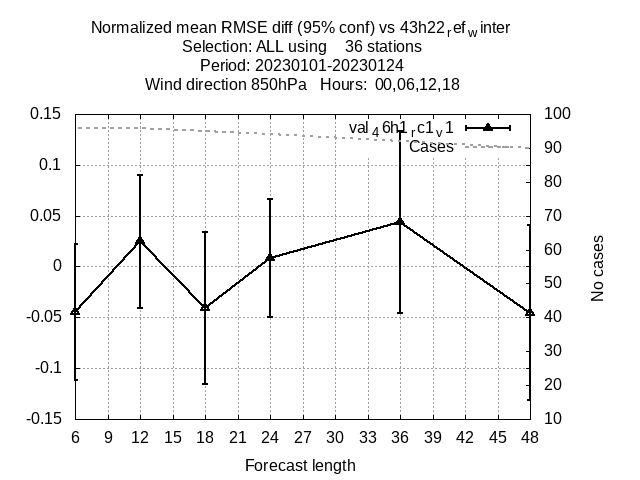 Normalized mean RMSE diff (95% conf) vs 43h22ref_winter
Selection: ALL using 36 stations
Period: 20230101-20230124
Wind direction 850hPa Hours: 00,06,12,18
val46h1rc1v1
Cases
0.15
0.1
0.05
0
-0.05
-0.1
-0.15
100
90
80
70
60
50
40
30
20
10
No cases
6 9 12 15 18 21 24 27 30 33 36 39 42 45 48
Forecast length